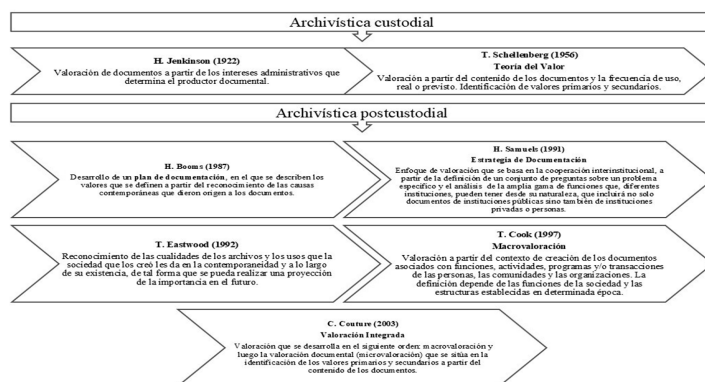 Archivística custodial
H. Jenkinson (1922)
Valoración de documentos a partir de los intereses administrativos que
determina el productor documental.
T. Schellenberg (1956)
Teoría del Valor
Valoración a partir del contenido de los documentos y la frecuencia de uso,
real o previsto. Identificación de valores primarios y secundarios.
Archivística postcustodial
H. Booms (1987)
Desarrollo de un plan de documentación, en el que se describen los
valores que se definen a partir del reconocimiento de las causas
contemporáneas que dieron origen a los documentos.
H. Samuels (1991)
Estrategia de Documentación
Enfoque de valoración que se basa en la cooperación interinstitucional, a
partir de la definición de un conjunto de preguntas sobre un problema
específico y el análisis de la amplia gama de funciones que, diferentes
instituciones, pueden tener desde su naturaleza, que incluirá no solo
documentos de instituciones públicas sino también de instituciones
privadas o personas.
T. Eastwood (1992)
Reconocimiento de las cualidades de los archivos y los usos que la
sociedad que los creó les da en la contemporaneidad y a lo largo de
su existencia, de tal forma que se pueda realizar una proyección
de la importancia en el futuro.
T. Cook (1997)
Macrovaloración
Valoración a partir del contexto de creación de los documentos
asociados con funciones, actividades, programas y/o transacciones
de las personas, las comunidades y las organizaciones. La
definición depende de las funciones de la sociedad y las
estructuras establecidas en determinada época.
C. Couture (2003)
Valoración Integrada
Valoración que se desarrolla en el siguiente orden: macrovaloración y
luego la valoración documental (microvaloración) que se sitúa en la
identificación de los valores primarios y secundarios a partir del
contenido de los documentos.